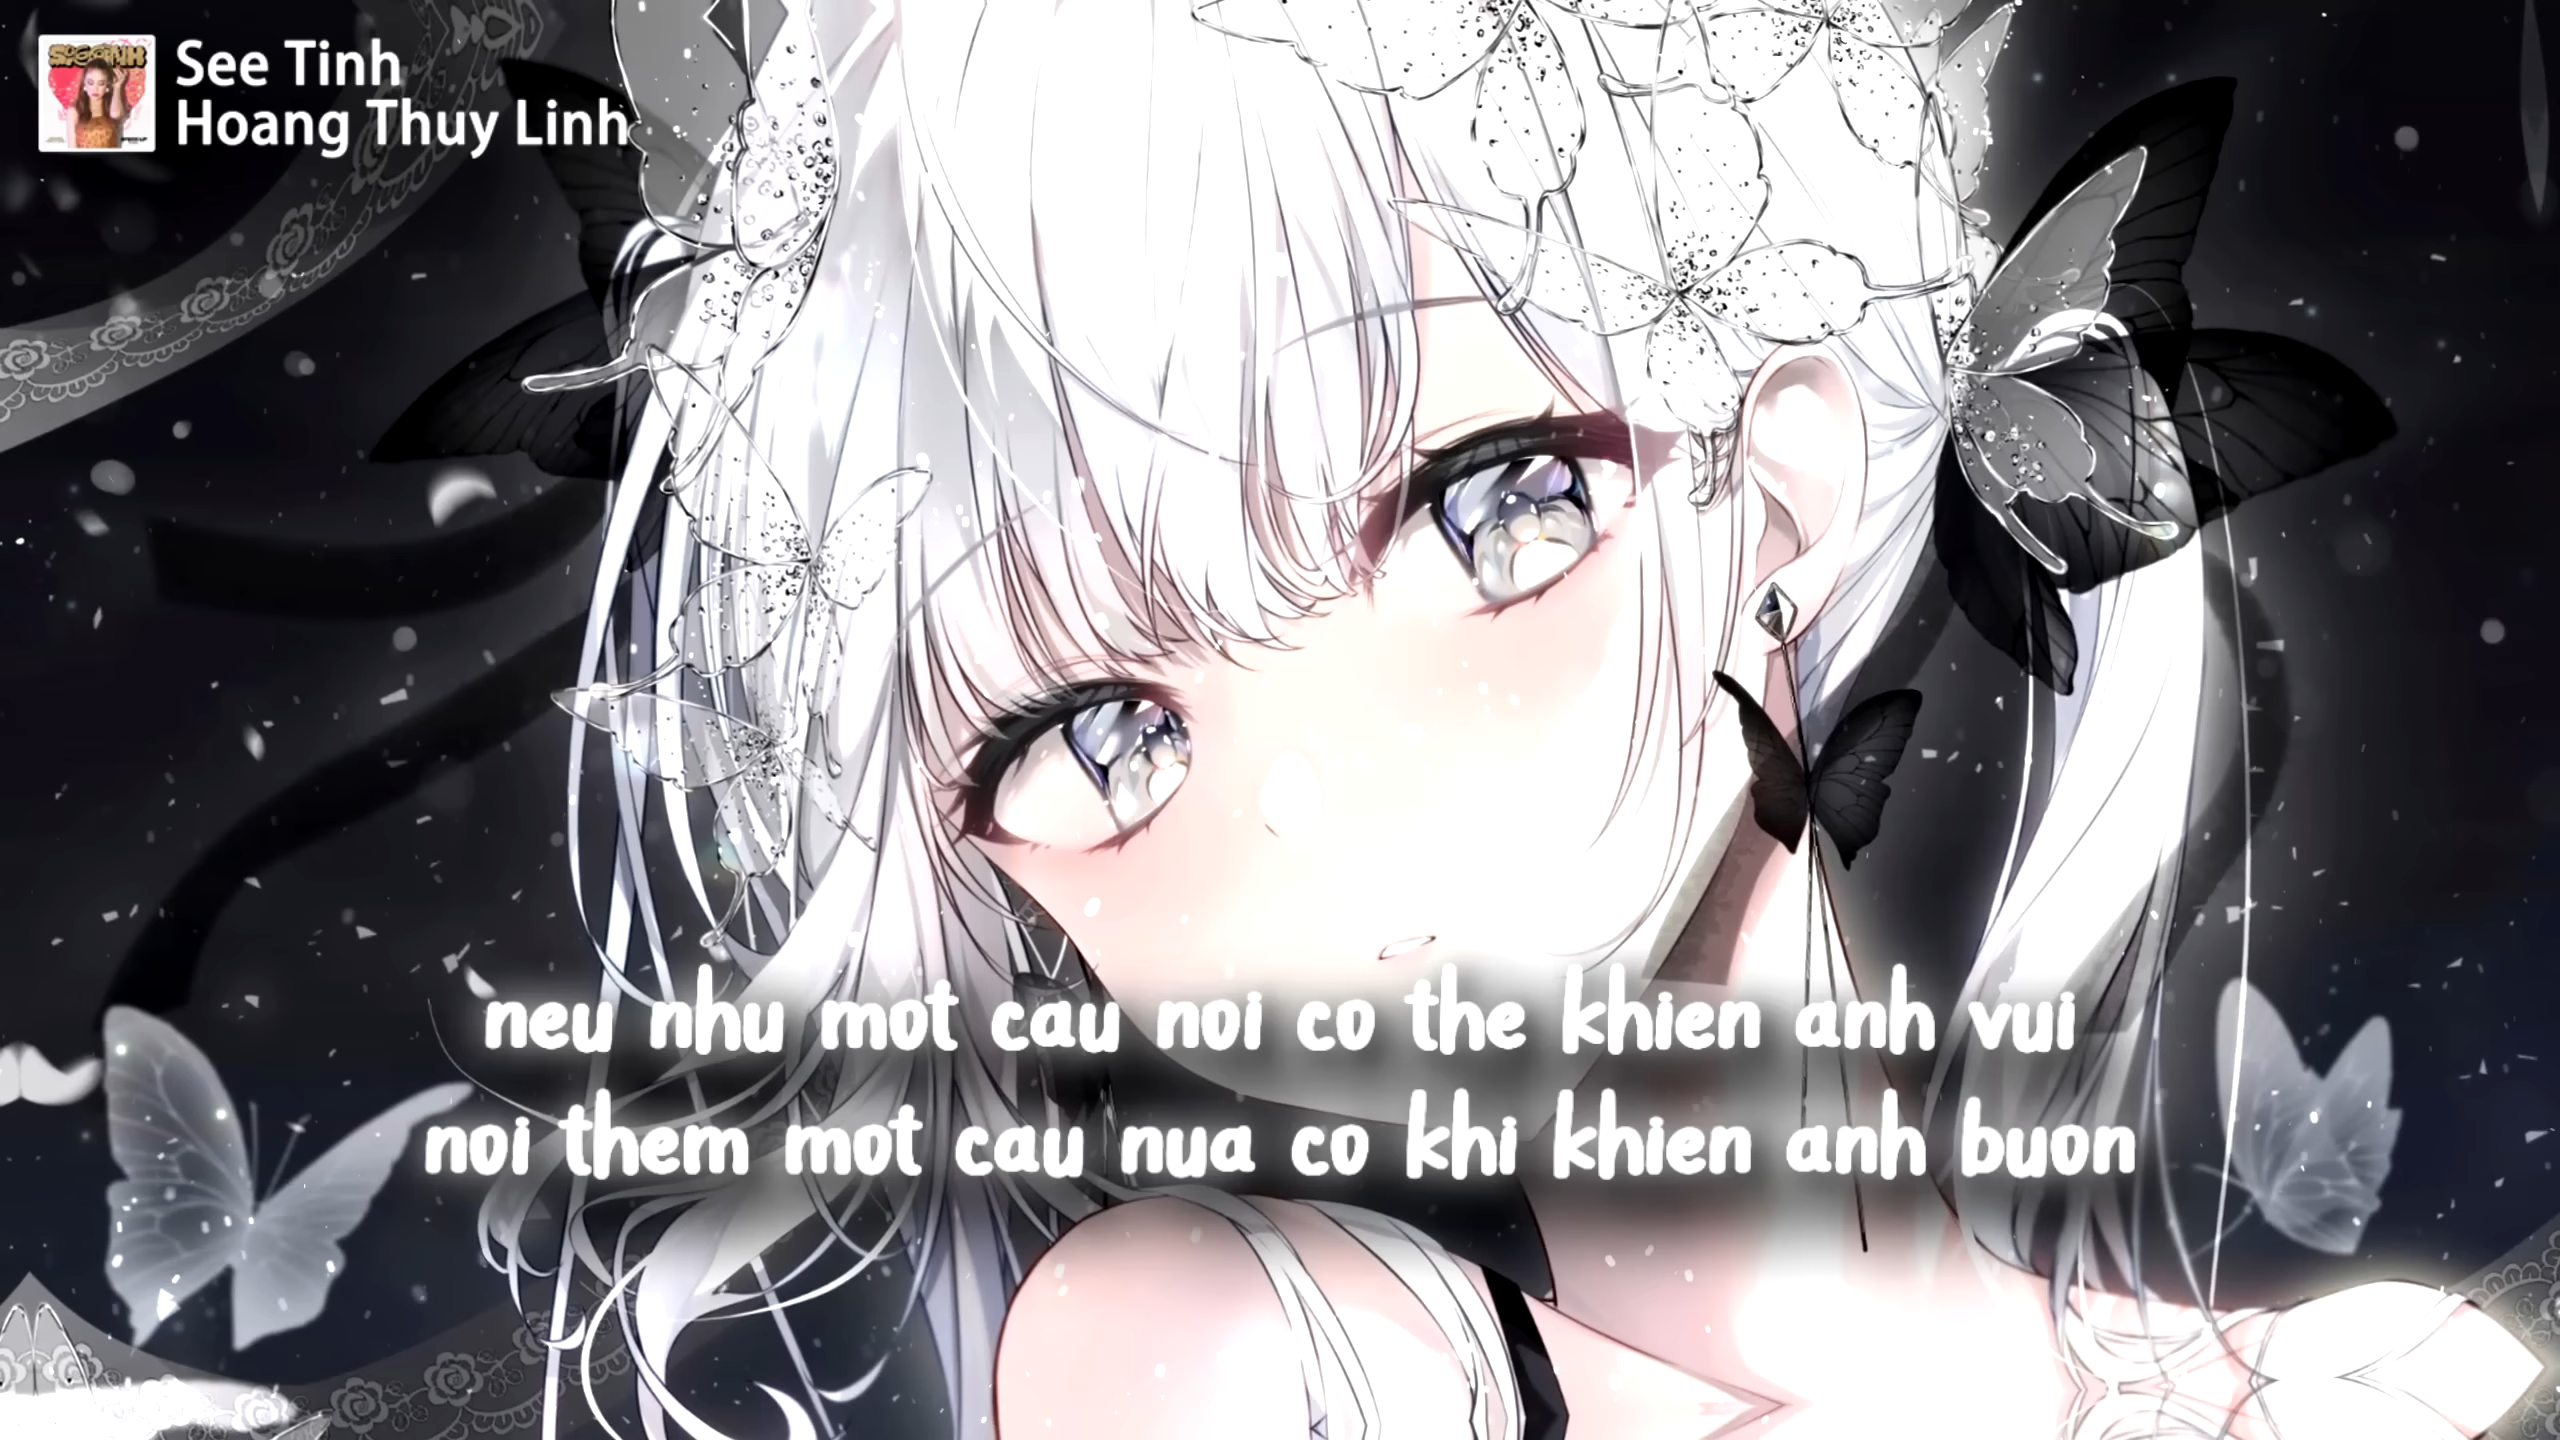 See Tinh
Hoang Thuy Linh
neu nhu mot cau noi co the khien anh vui
noi them mot cau nua co khi khien anh buon